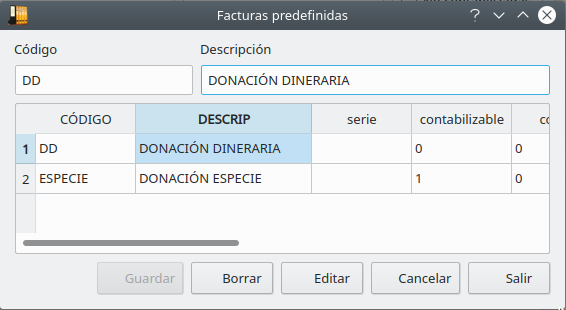 Facturas predefinidas
Código Descripción
DD DONACIÓN DINERARIA
CÓDIGO DESCRIP serie contabilizable co
1 DD DONACIÓN DINERARIA 0 0
2 ESPECIE DONACIÓN ESPECIE 1 0
Guardar Borrar Editar Cancelar Salir